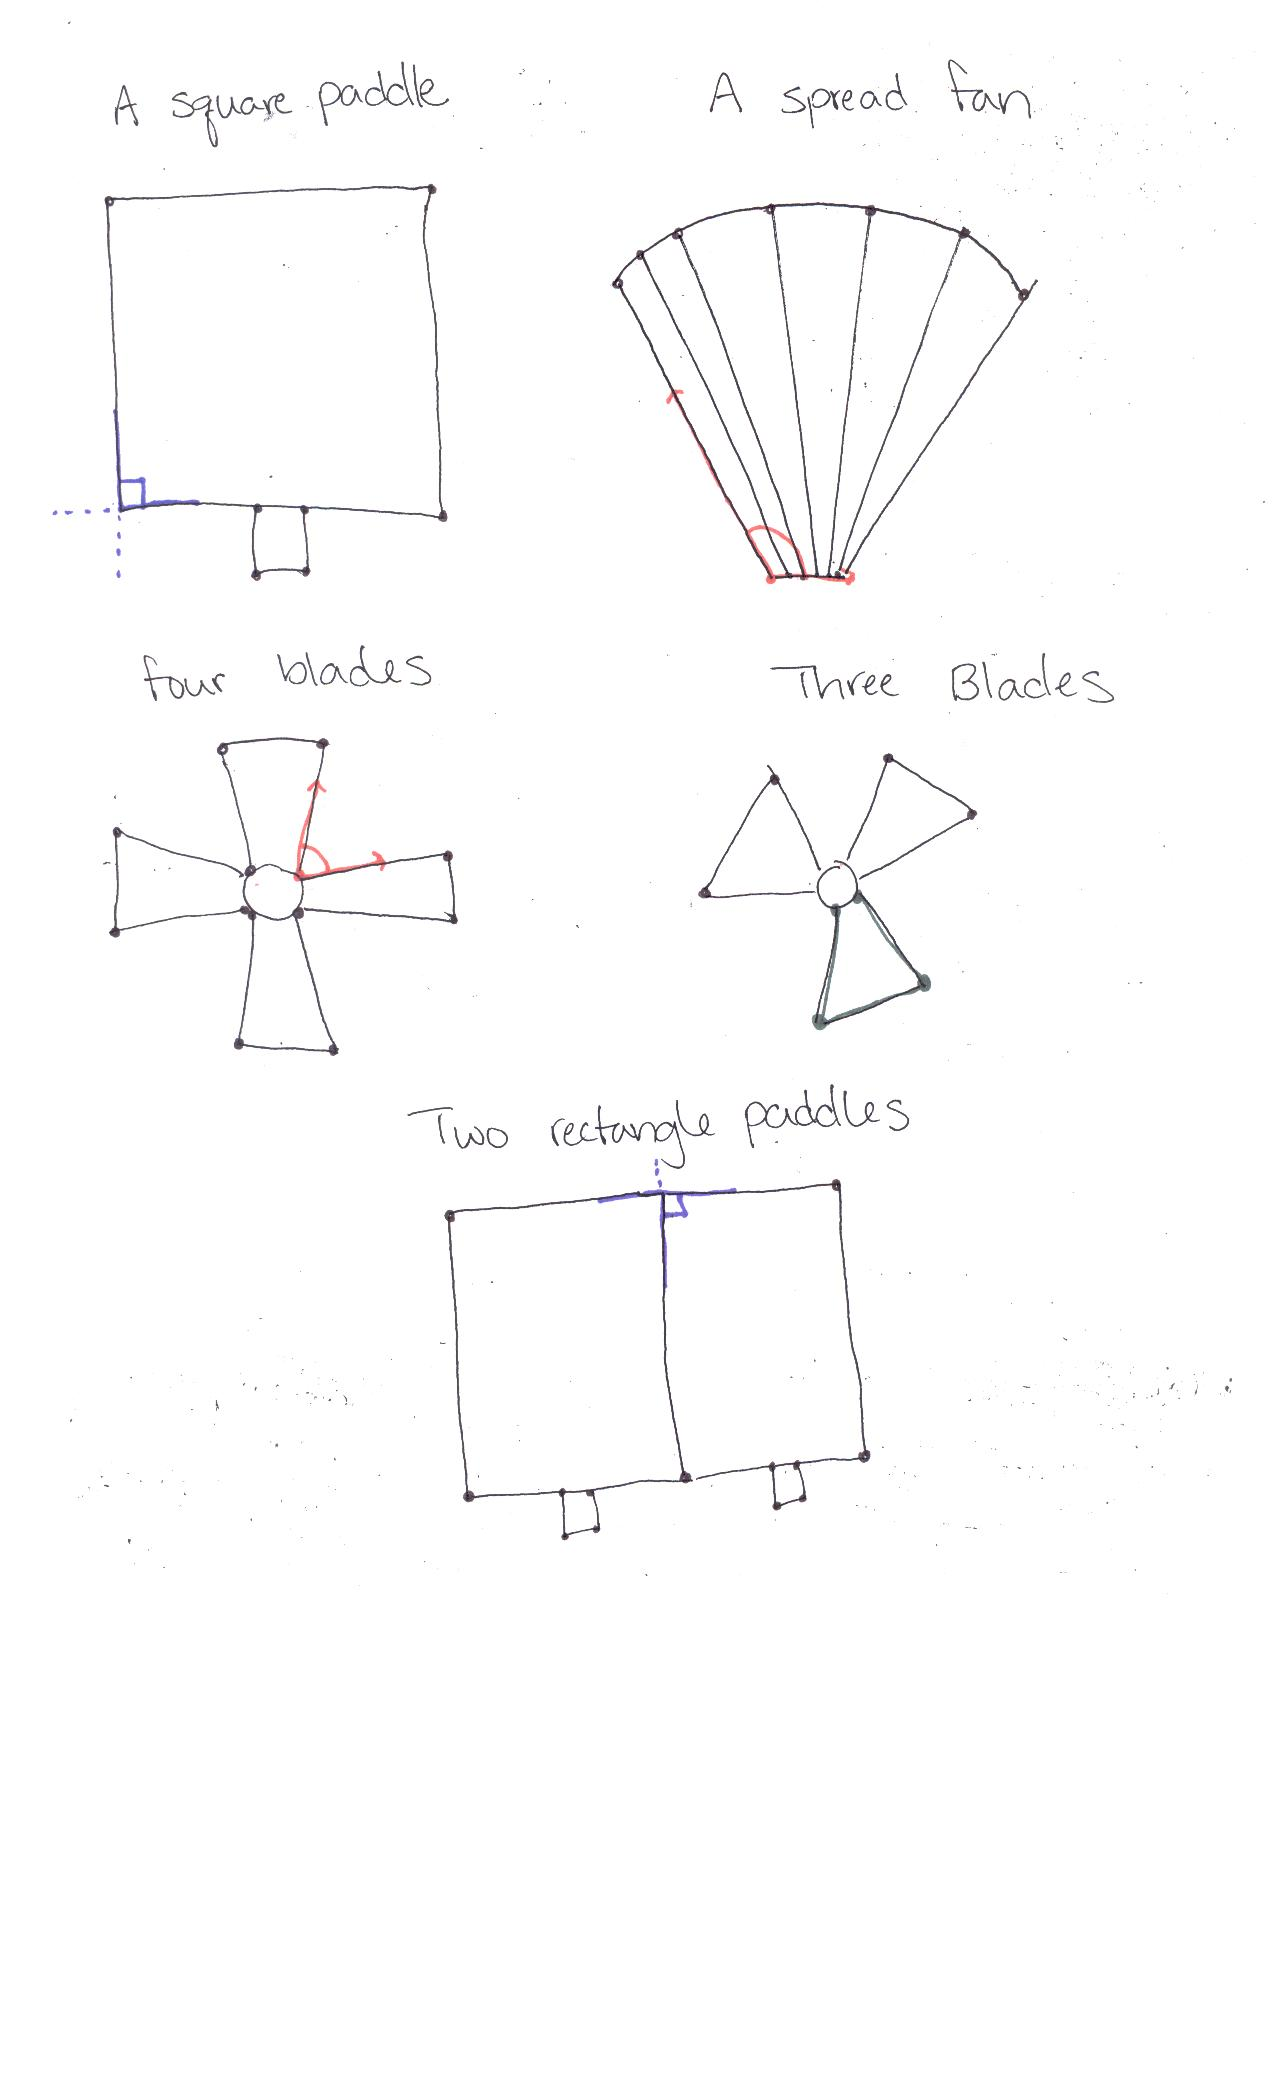 A square paddle
A spread fan
four blades
Three Blades
Two rectangle paddles